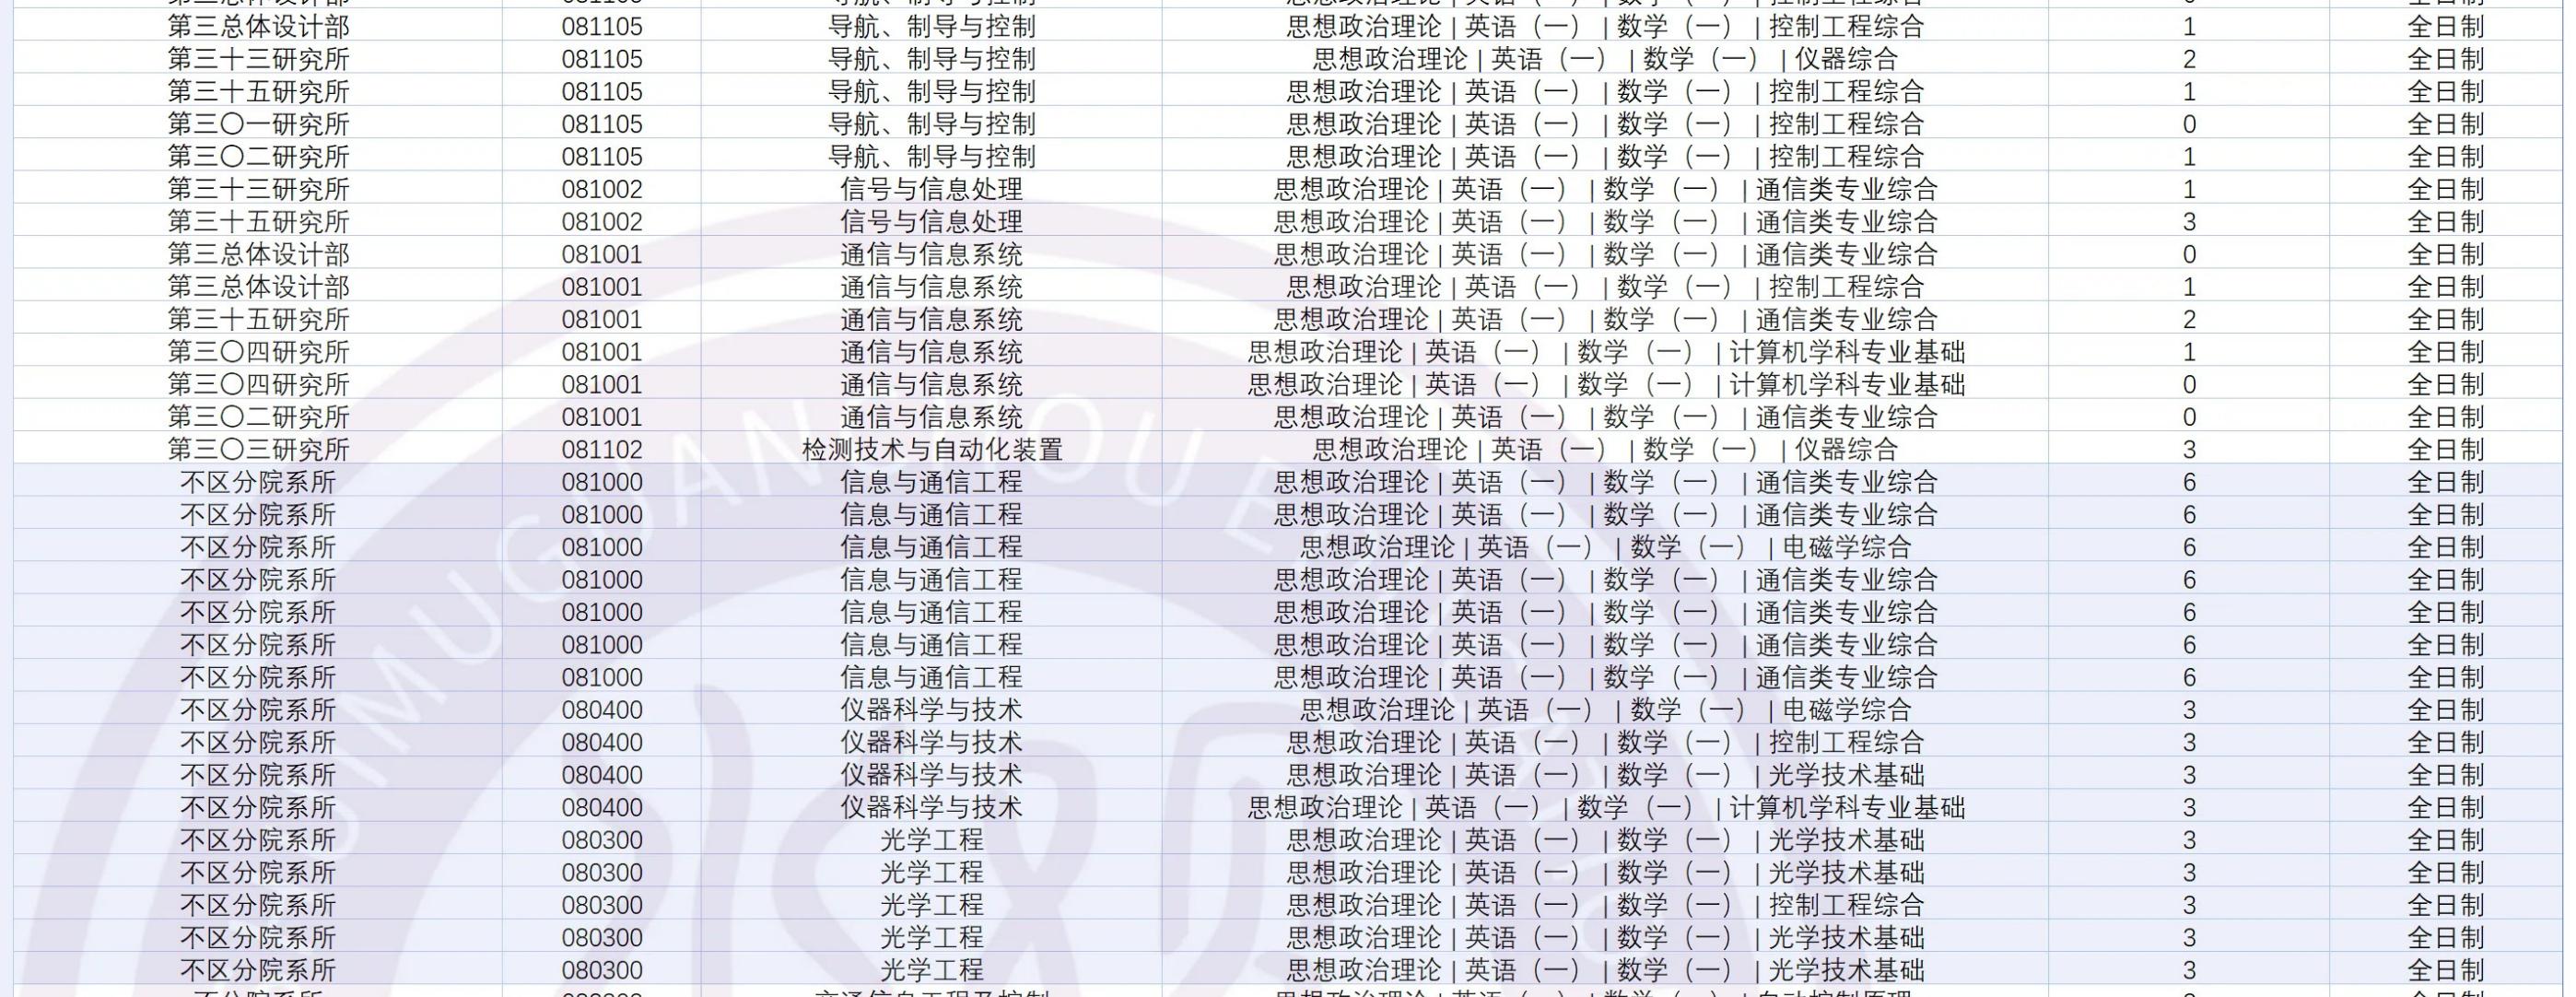 第三总体设计部 081105 导航、制导与控制 思想政治理论 | 英语（一） | 数学（一） | 控制工程综合 1 全日制
第三十三研究所 081105 导航、制导与控制 思想政治理论 | 英语（一） | 数学（一） | 仪器综合 2 全日制
第三十五研究所 081105 导航、制导与控制 思想政治理论 | 英语（一） | 数学（一） | 控制工程综合 1 全日制
第三〇一研究所 081105 导航、制导与控制 思想政治理论 | 英语（一） | 数学（一） | 控制工程综合 0 全日制
第三〇二研究所 081105 导航、制导与控制 思想政治理论 | 英语（一） | 数学（一） | 控制工程综合 1 全日制
第三十三研究所 081002 信号与信息处理 思想政治理论 | 英语（一） | 数学（一） | 通信类专业综合 1 全日制
第三十五研究所 081002 信号与信息处理 思想政治理论 | 英语（一） | 数学（一） | 通信类专业综合 3 全日制
第三总体设计部 081001 通信与信息系统 思想政治理论 | 英语（一） | 数学（一） | 通信类专业综合 0 全日制
第三总体设计部 081001 通信与信息系统 思想政治理论 | 英语（一） | 数学（一） | 控制工程综合 1 全日制
第三十五研究所 081001 通信与信息系统 思想政治理论 | 英语（一） | 数学（一） | 通信类专业综合 2 全日制
第三〇四研究所 081001 通信与信息系统 思想政治理论 | 英语（一） | 数学（一） | 计算机学科专业基础 1 全日制
第三〇四研究所 081001 通信与信息系统 思想政治理论 | 英语（一） | 数学（一） | 计算机学科专业基础 0 全日制
第三〇二研究所 081001 通信与信息系统 思想政治理论 | 英语（一） | 数学（一） | 通信类专业综合 0 全日制
第三〇三研究所 081102 检测技术与自动化装置 思想政治理论 | 英语（一） | 数学（一） | 仪器综合 3 全日制
不区分院系所 081000 信息与通信工程 思想政治理论 | 英语（一） | 数学（一） | 通信类专业综合 6 全日制
不区分院系所 081000 信息与通信工程 思想政治理论 | 英语（一） | 数学（一） | 通信类专业综合 6 全日制
不区分院系所 081000 信息与通信工程 思想政治理论 | 英语（一） | 数学（一） | 电磁学综合 6 全日制
不区分院系所 081000 信息与通信工程 思想政治理论 | 英语（一） | 数学（一） | 通信类专业综合 6 全日制
不区分院系所 081000 信息与通信工程 思想政治理论 | 英语（一） | 数学（一） | 通信类专业综合 6 全日制
不区分院系所 081000 信息与通信工程 思想政治理论 | 英语（一） | 数学（一） | 通信类专业综合 6 全日制
不区分院系所 081000 信息与通信工程 思想政治理论 | 英语（一） | 数学（一） | 通信类专业综合 6 全日制
不区分院系所 080400 仪器科学与技术 思想政治理论 | 英语（一） | 数学（一） | 电磁学综合 3 全日制
不区分院系所 080400 仪器科学与技术 思想政治理论 | 英语（一） | 数学（一） | 控制工程综合 3 全日制
不区分院系所 080400 仪器科学与技术 思想政治理论 | 英语（一） | 数学（一） | 光学技术基础 3 全日制
不区分院系所 080400 仪器科学与技术 思想政治理论 | 英语（一） | 数学（一） | 计算机学科专业基础 3 全日制
不区分院系所 080300 光学工程 思想政治理论 | 英语（一） | 数学（一） | 光学技术基础 3 全日制
不区分院系所 080300 光学工程 思想政治理论 | 英语（一） | 数学（一） | 光学技术基础 3 全日制
不区分院系所 080300 光学工程 思想政治理论 | 英语（一） | 数学（一） | 控制工程综合 3 全日制
不区分院系所 080300 光学工程 思想政治理论 | 英语（一） | 数学（一） | 光学技术基础 3 全日制
不区分院系所 080300 光学工程 思想政治理论 | 英语（一） | 数学（一） | 光学技术基础 3 全日制